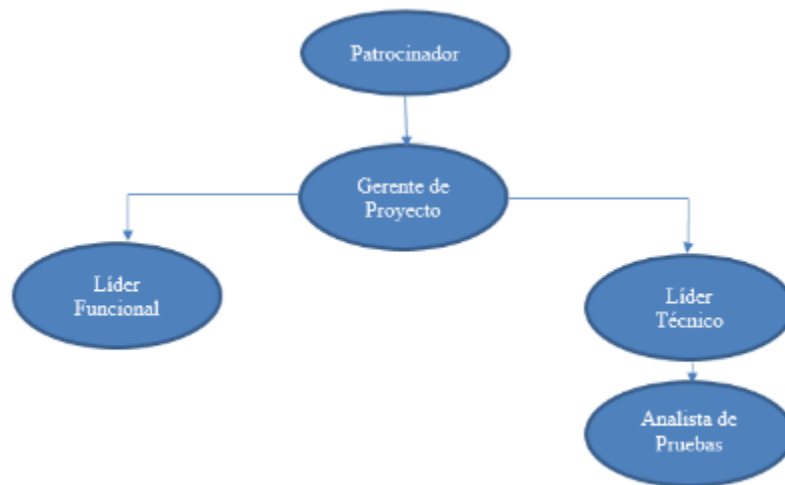 Patrocinador
Gerente de
Proyecto
Líder
Funcional
Líder
Técnico
Analista de
Pruebas